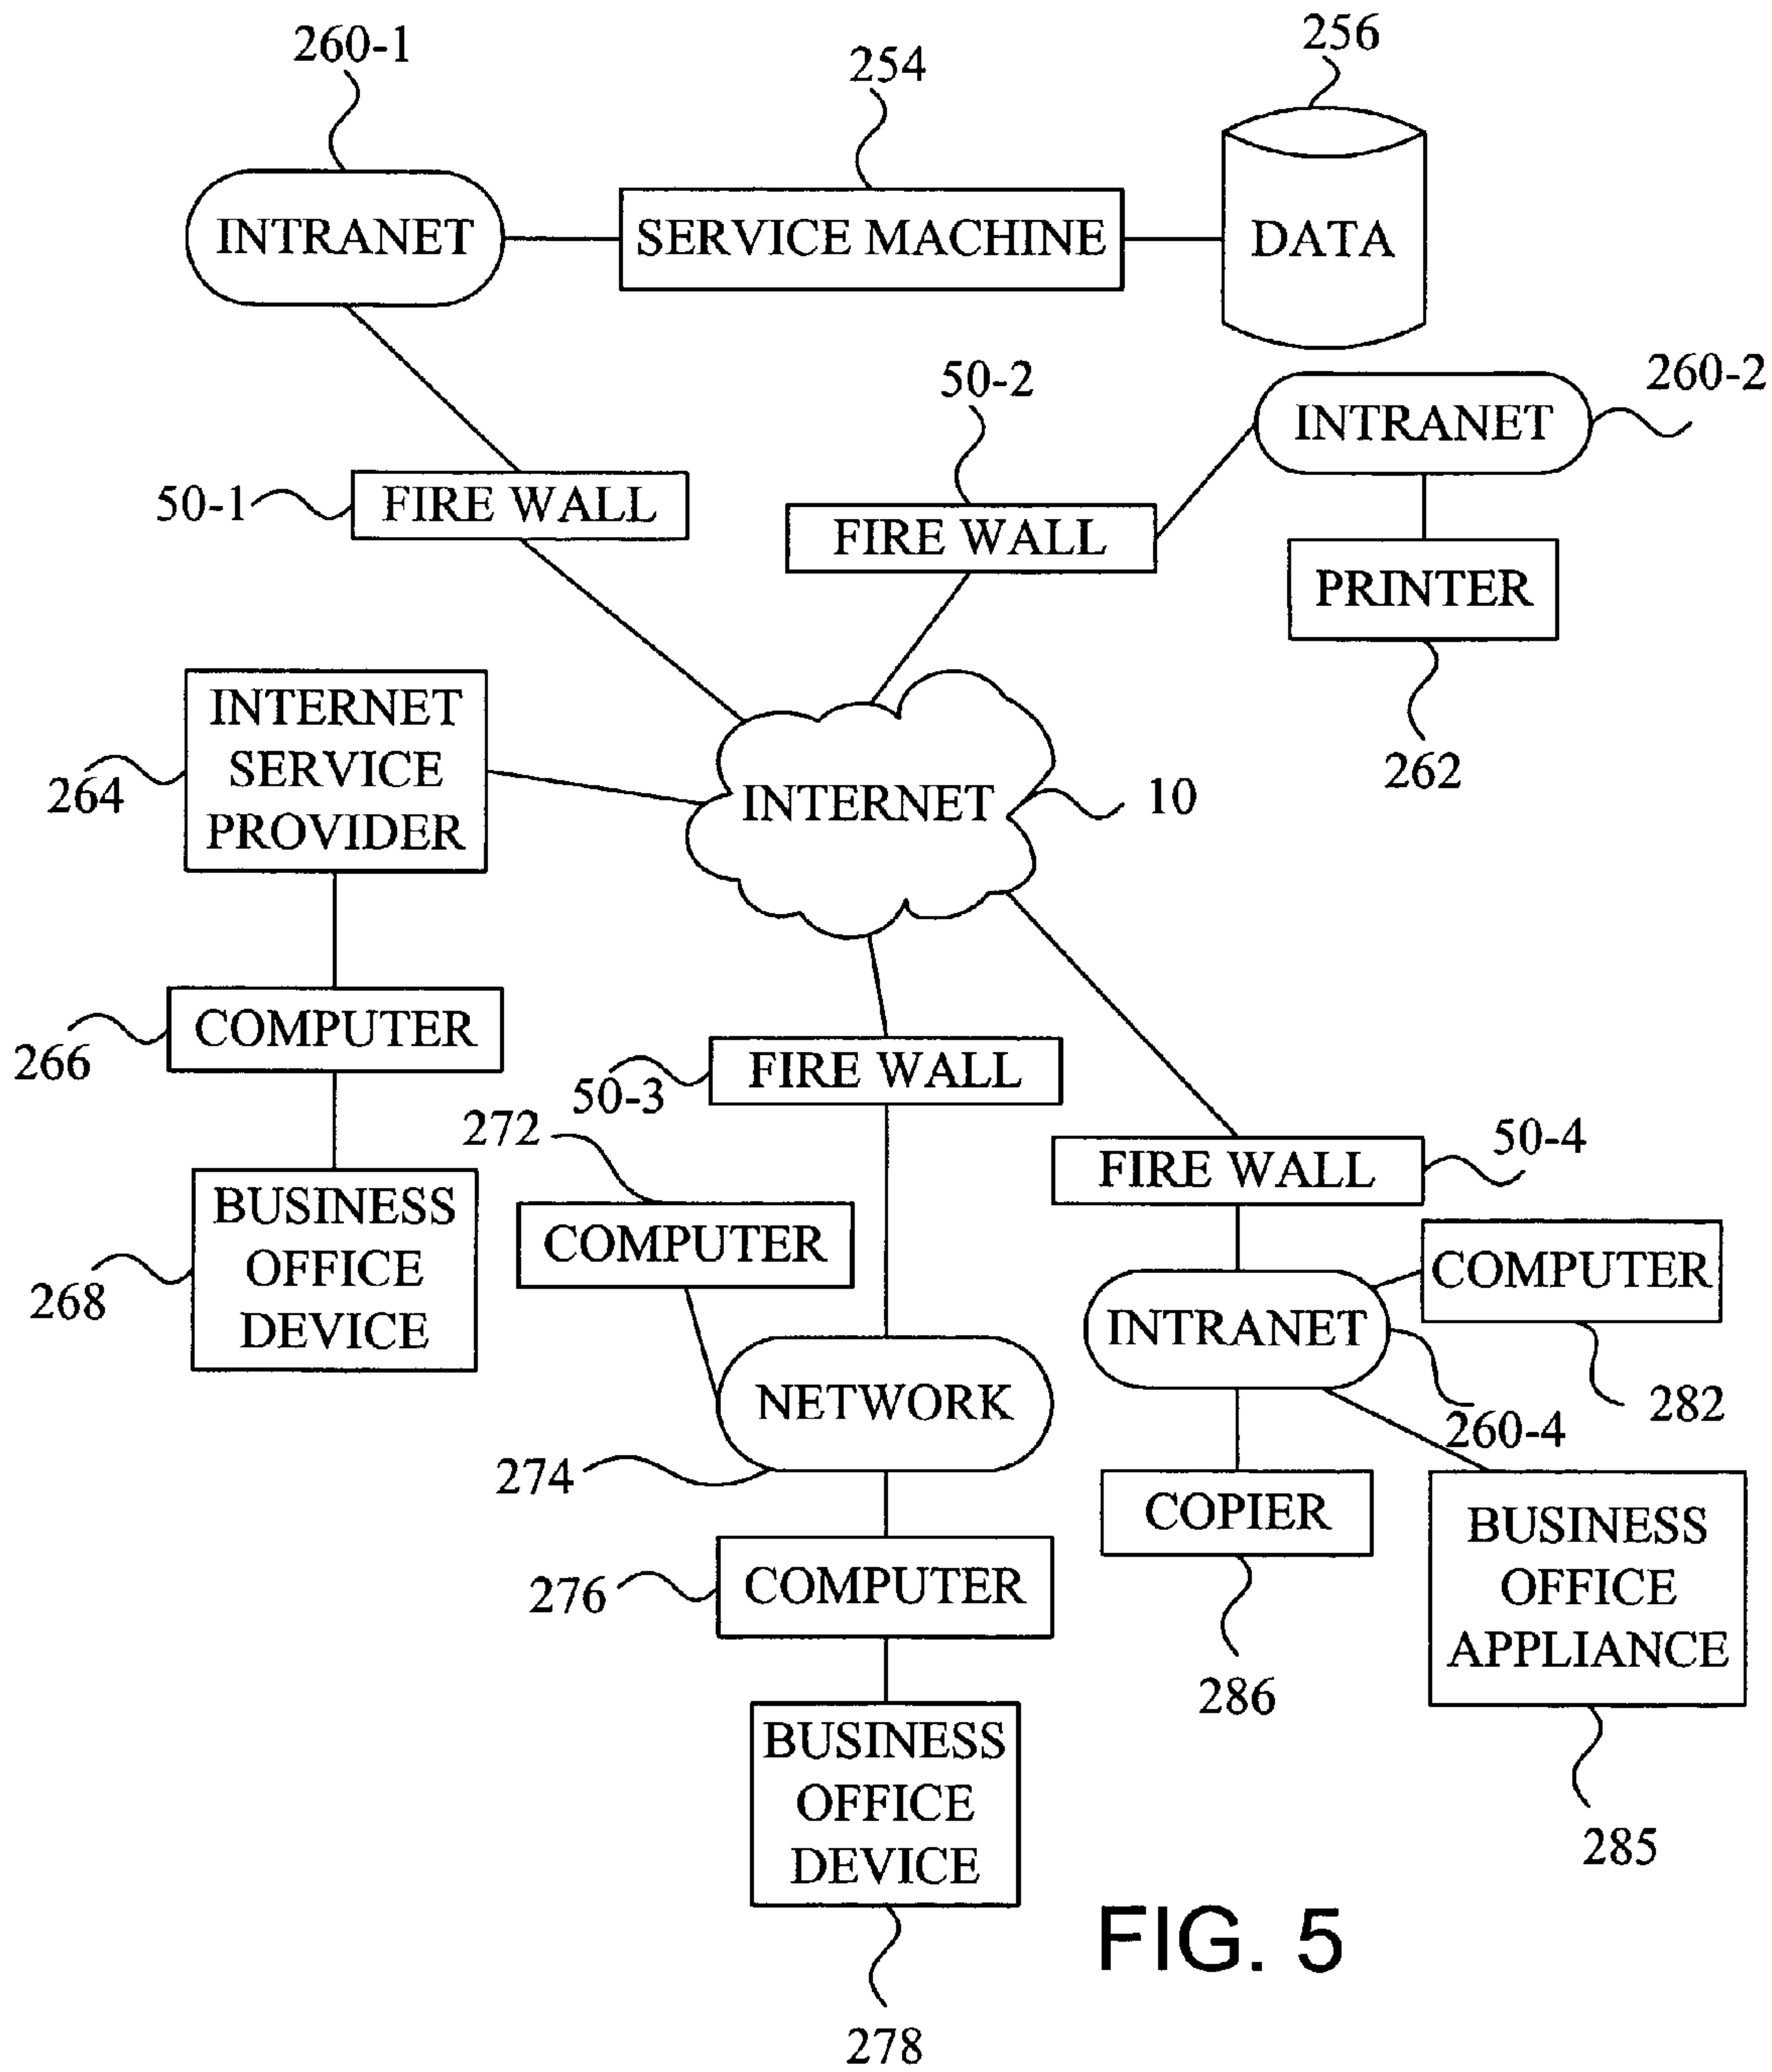 260-1
254
256
INTRANET
SERVICE MACHINE
DATA
50-2
260-2
INTRANET
50-1
FIRE WALL
FIRE WALL
PRINTER
262
INTERNET
SERVICE
PROVIDER
264
INTERNET
10
COMPUTER
266
FIRE WALL
50-3
272
50-4
FIRE WALL
BUSINESS
OFFICE
DEVICE
268
COMPUTER
COMPUTER
282
INTRANET
260-4
NETWORK
274
COPIER
286
BUSINESS
OFFICE
APPLIANCE
285
COMPUTER
276
BUSINESS
OFFICE
DEVICE
278
FIG. 5